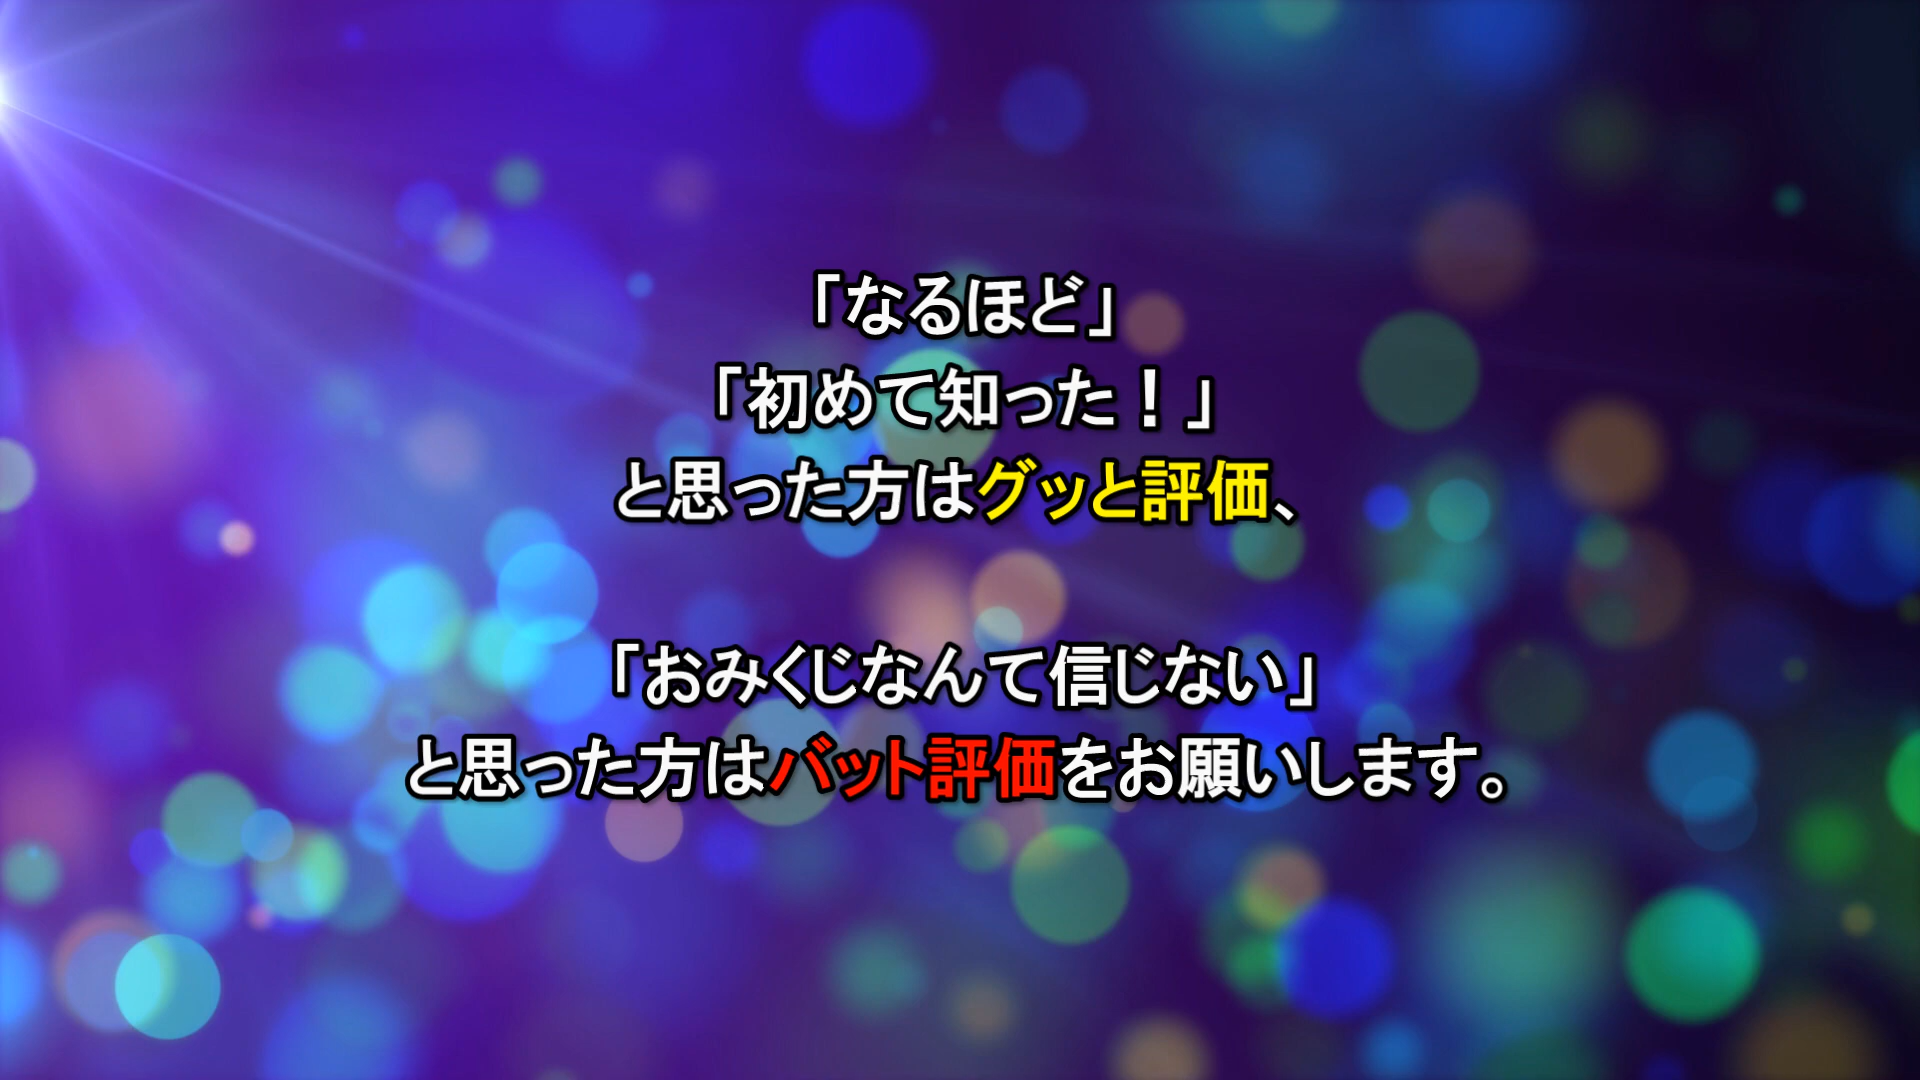 「なるほど」
「初めて知った！」
と思った方はグッと評価、
「おみくじなんて信じない」
と思った方はバット評価をお願いします。